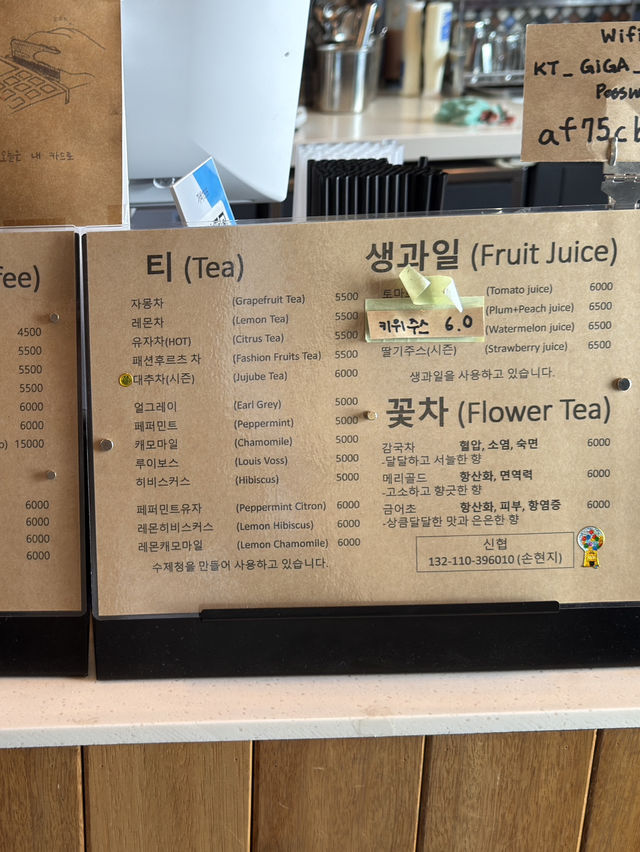 오늘은 내 카드로
Wifi
KT_GiGA_
Passw
af75cb
fee)
4500
5500
5500
5500
6000
6000
15000
6000
6000
6000
6000
티 (Tea)
자몽차 (Grapefruit Tea) 5500
레몬차 (Lemon Tea) 5500
유자차(HOT) (Citrus Tea) 5500
패션후르츠 차 (Fashion Fruits Tea) 5500
대추차(시즌) (Jujube Tea) 6000
얼그레이 (Earl Grey) 5000
페퍼민트 (Peppermint) 5000
캐모마일 (Chamomile) 5000
루이보스 (Louis Voss) 5000
히비스커스 (Hibiscus) 5000
페퍼민트유자 (Peppermint Citron) 6000
레몬히비스커스 (Lemon Hibiscus) 6000
레몬캐모마일 (Lemon Chamomile) 6000
수제청을 만들어 사용하고 있습니다.
생과일 (Fruit Juice)
토마 (Tomato juice) 6000
(Plum+Peach juice) 6500
키위주스 6.0
(Watermelon juice) 6500
딸기주스(시즌) (Strawberry juice) 6500
생과일을 사용하고 있습니다.
꽃차 (Flower Tea)
감국차 혈압, 소염, 숙면 6000
-달달하고 서늘한 향
메리골드 항산화, 면역력 6000
-고소하고 향긋한 향
금어초 항산화, 피부, 항염증 6000
-상큼달달한 맛과 은은한 향
신협
132-110-396010 (손현지)